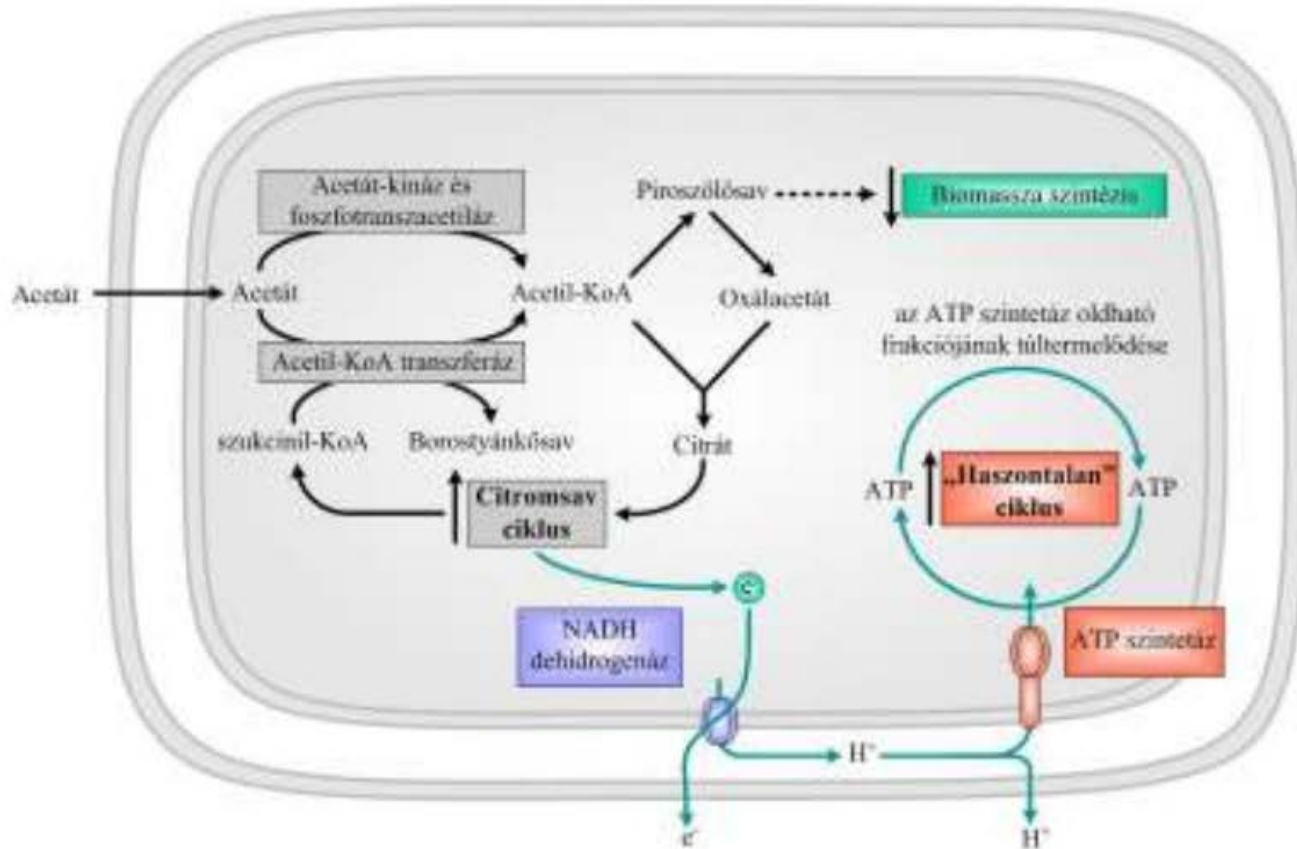 Acetát-kináz és
foszfotranszacetiláz
Piroszőlősav
Biomassza szintézis
Acetát
Acetát
Acetil-KoA
Oxálacetát
az ATP szintetáz oldható
frakciójának túltermelődése
Acetil-KoA transzferáz
szukcinil-KoA
Borostyánkősav
Citrát
ATP
„Haszontalan”
ciklus
ATP
Citromsav
ciklus
e⁻
NADH
dehidrogenáz
ATP szintetáz
H⁺
e⁻
H⁺